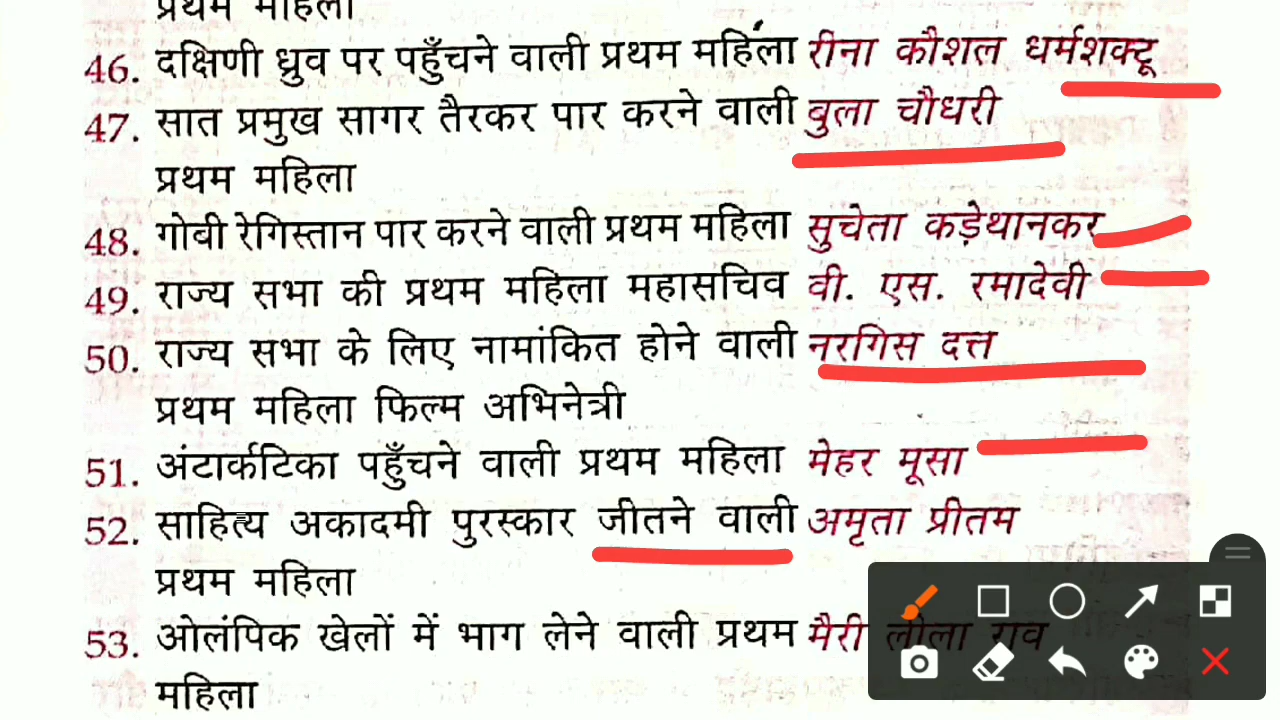 प्रथम महिला
46. दक्षिणी ध्रुव पर पहुँचने वाली प्रथम महिला रीना कौशल धर्मशक्टू
47. सात प्रमुख सागर तैरकर पार करने वाली बुला चौधरी
प्रथम महिला
48. गोबी रेगिस्तान पार करने वाली प्रथम महिला सुचेता कड़ेथानकर
49. राज्य सभा की प्रथम महिला महासचिव वी. एस. रमादेवी
50. राज्य सभा के लिए नामांकित होने वाली नरगिस दत्त
प्रथम महिला फिल्म अभिनेत्री
51. अंटार्कटिका पहुँचने वाली प्रथम महिला मेहर मूसा
52. साहित्य अकादमी पुरस्कार जीतने वाली अमृता प्रीतम
प्रथम महिला
53. ओलंपिक खेलों में भाग लेने वाली प्रथम मैरी लीला राव
महिला